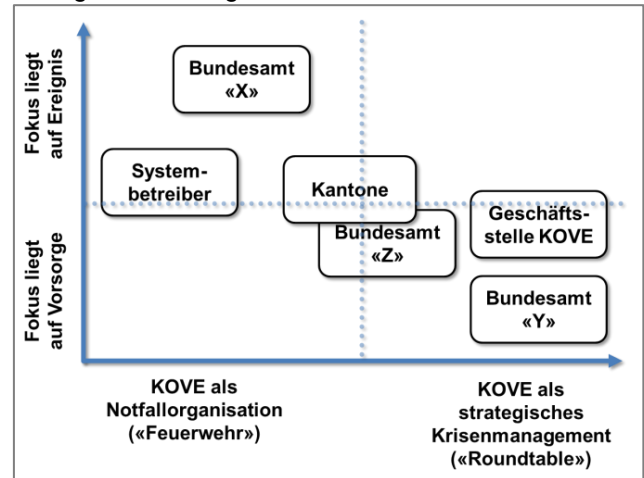 Fokus liegt
auf Ereignis
Fokus liegt
auf Vorsorge
Bundesamt
«X»
System-
betreiber
Kantone
Bundesamt
«Z»
Geschäfts-
stelle KOVE
Bundesamt
«Y»
KOVE als
Notfallorganisation
(«Feuerwehr»)
KOVE als
strategisches
Krisenmanagement
(«Roundtable»)